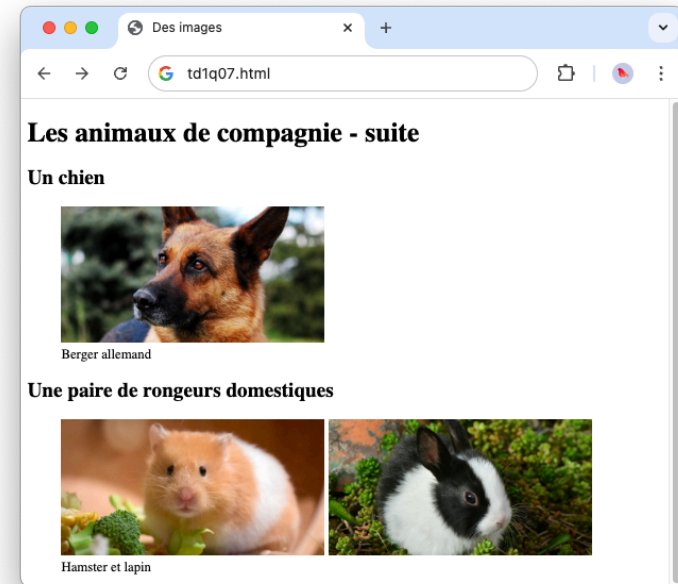 Des images
td1q07.html
Les animaux de compagnie - suite
Un chien
Berger allemand
Une paire de rongeurs domestiques
Hamster et lapin